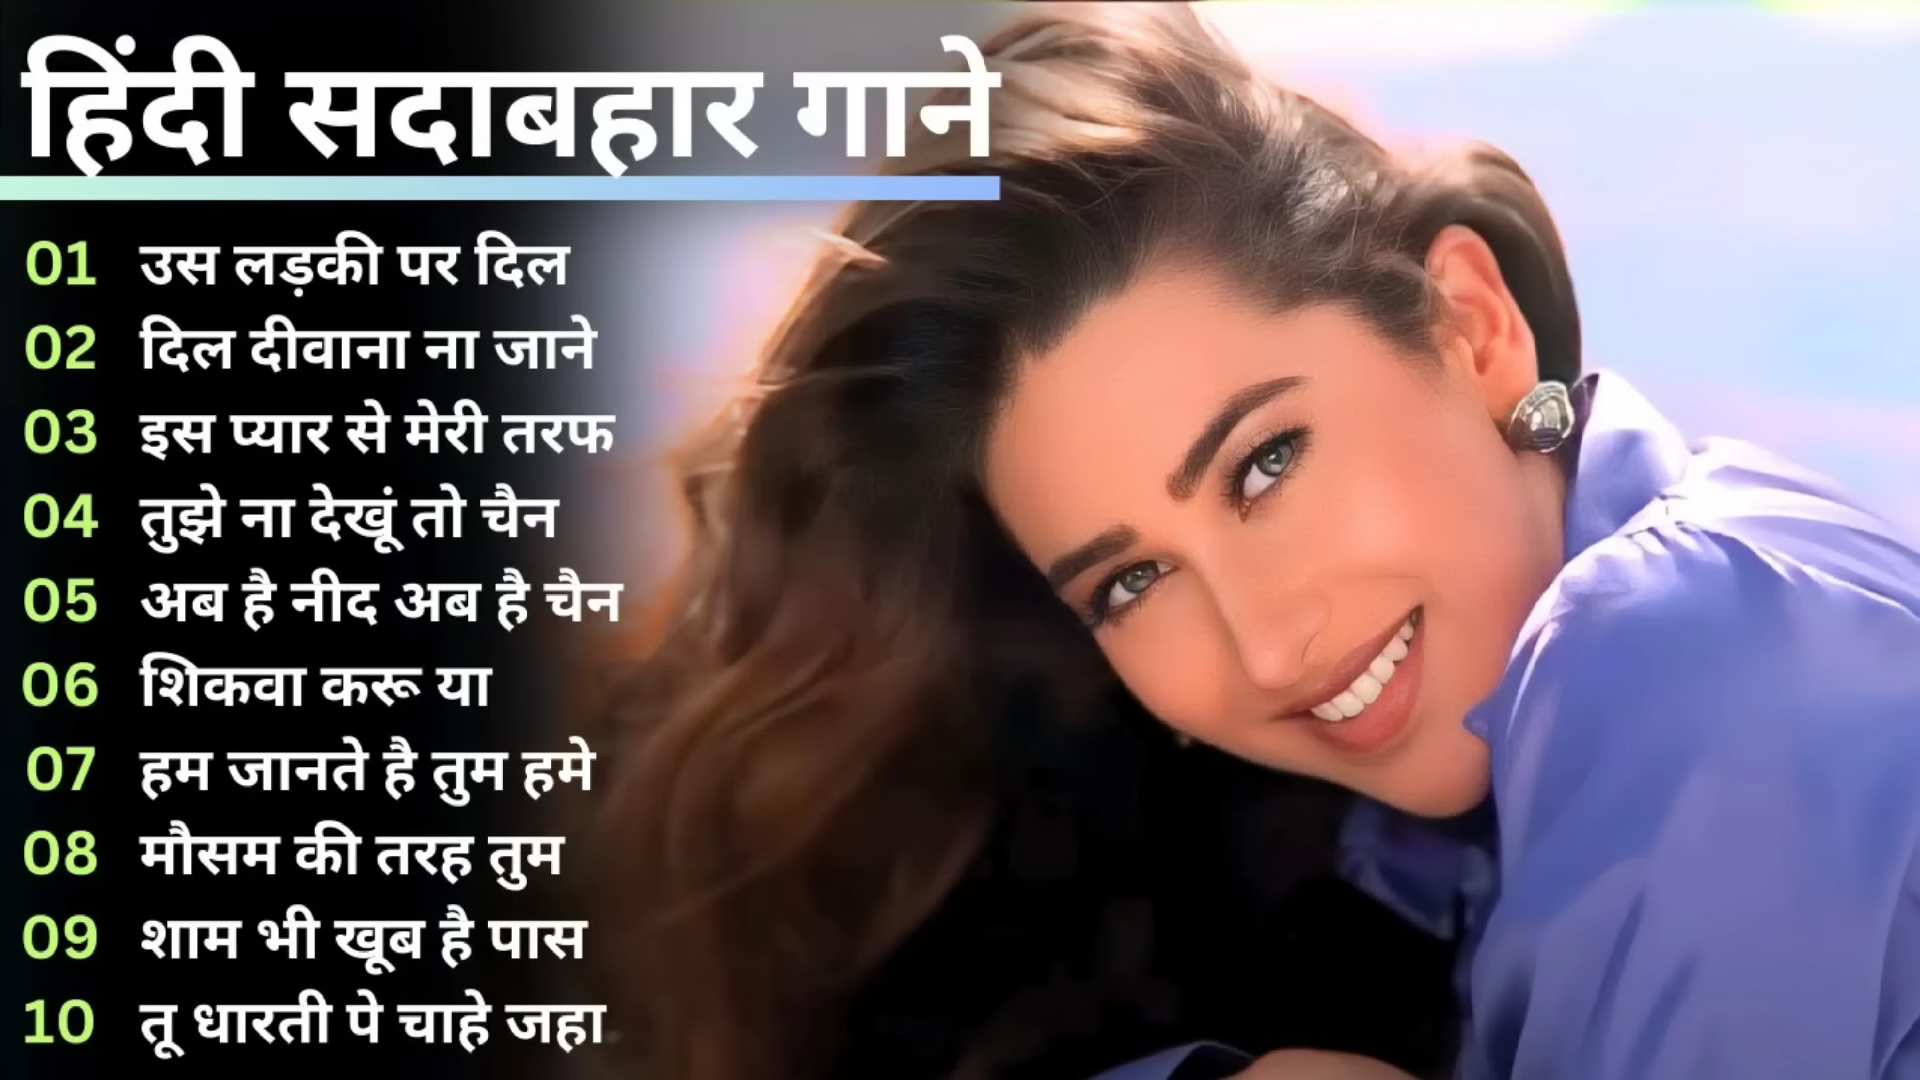 हिंदी सदाबहार गाने
01 उस लड़की पर दिल
02 दिल दीवाना ना जाने
03 इस प्यार से मेरी तरफ
04 तुझे ना देखूं तो चैन
05 अब है नीद अब है चैन
06 शिकवा करू या
07 हम जानते है तुम हमे
08 मौसम की तरह तुम
09 शाम भी खूब है पास
10 तू धारती पे चाहे जहा